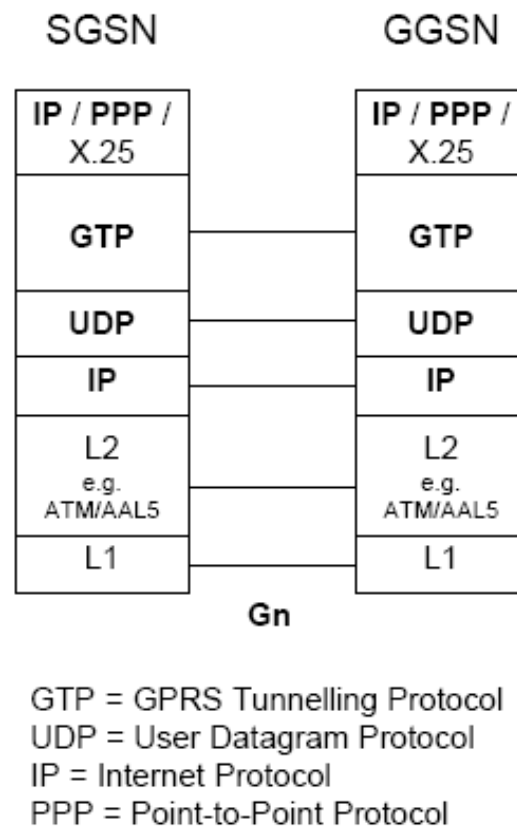 SGSN
GGSN
IP / PPP /
X.25
IP / PPP /
X.25
GTP
GTP
UDP
UDP
IP
IP
L2
e.g.
ATM/AAL5
L2
e.g.
ATM/AAL5
L1
L1
Gn
GTP = GPRS Tunnelling Protocol
UDP = User Datagram Protocol
IP = Internet Protocol
PPP = Point-to-Point Protocol